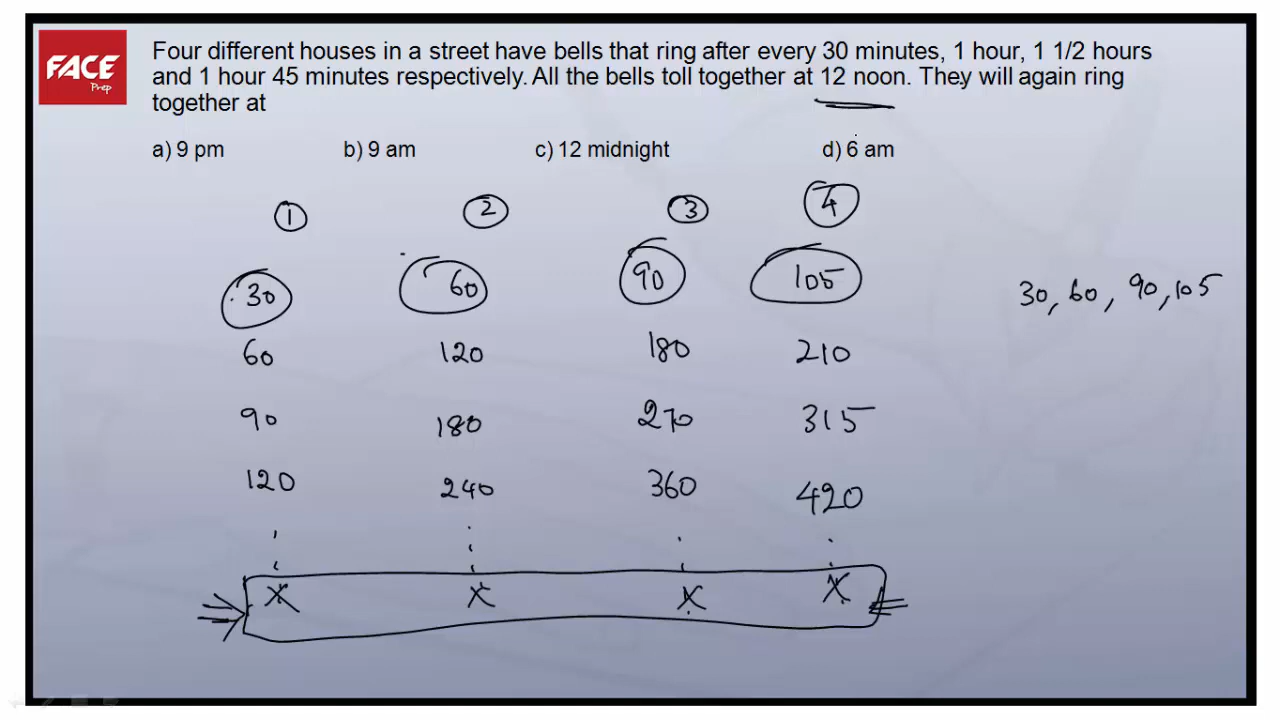 FACE
Prep
Four different houses in a street have bells that ring after every 30 minutes, 1 hour, 1 1/2 hours
and 1 hour 45 minutes respectively. All the bells toll together at 12 noon. They will again ring
together at
a) 9 pm b) 9 am c) 12 midnight d) 6 am
1 2 3 4
30 60 90 105 30, 60, 90, 105
60 120 180 210
90 180 270 315
120 240 360 420
X X X X